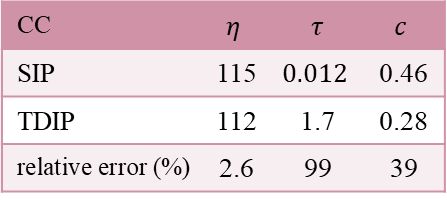 CC η τ c
SIP 115 0.012 0.46
TDIP 112 1.7 0.28
relative error (%) 2.6 99 39